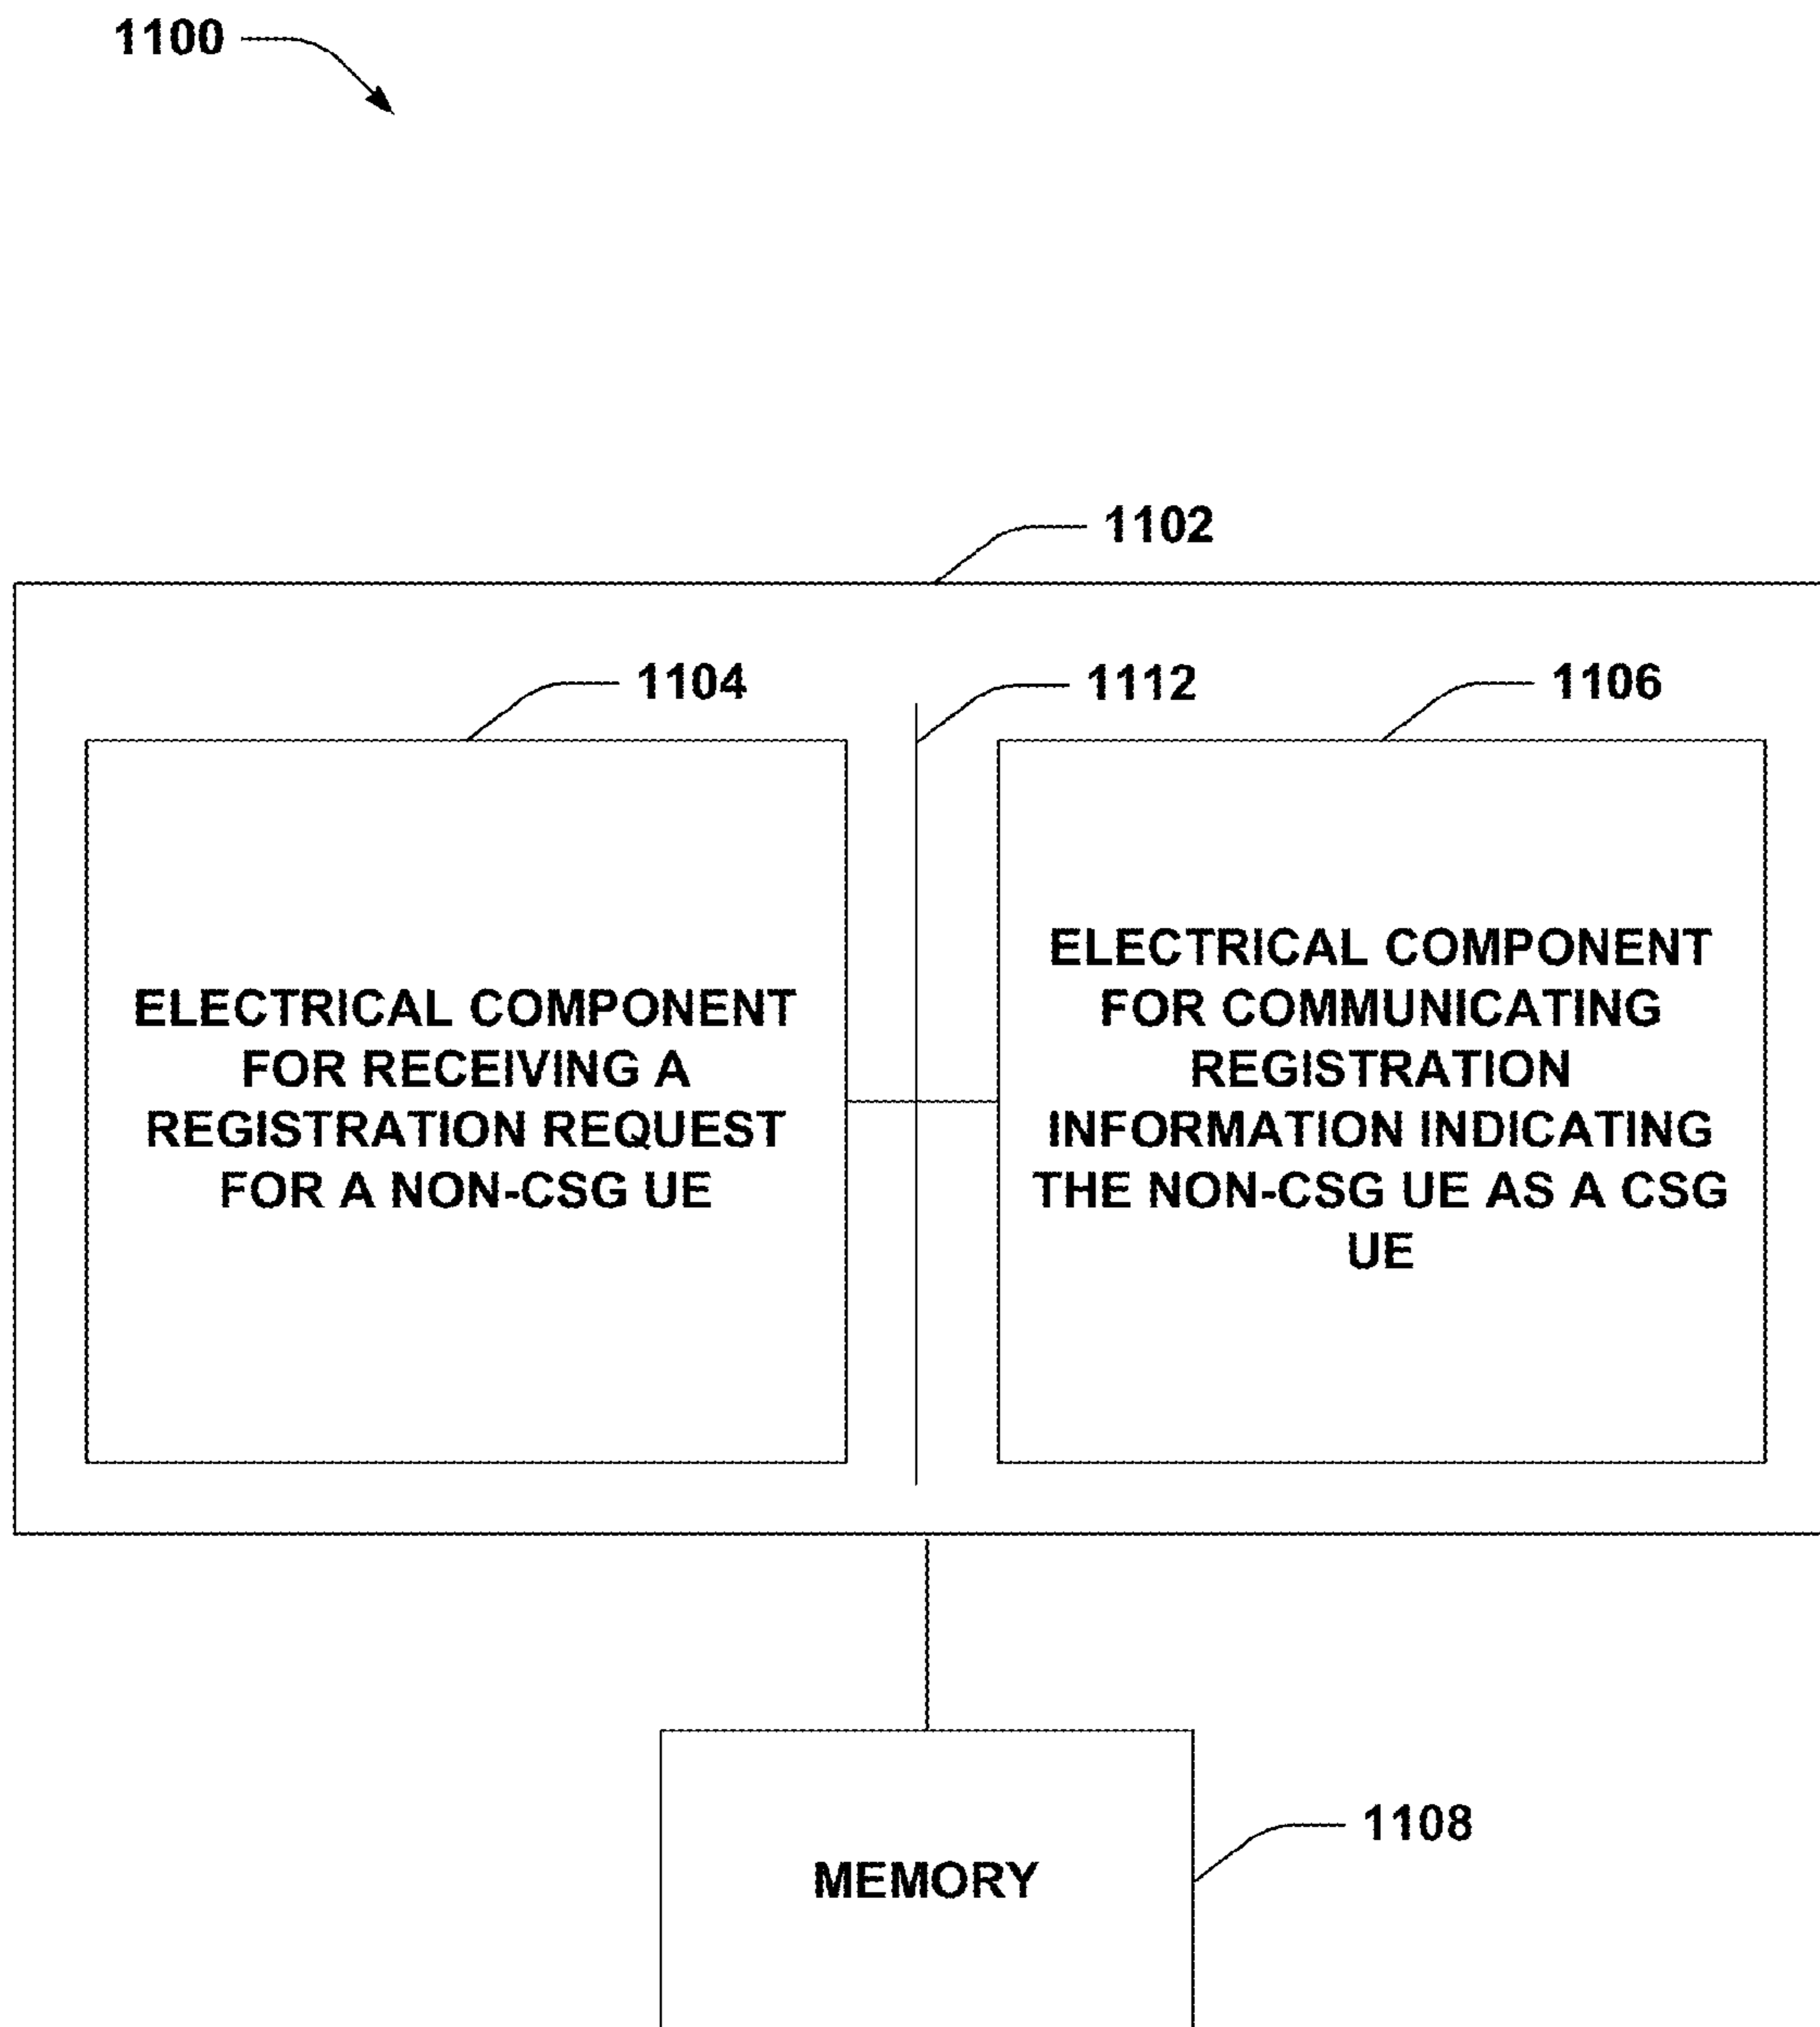 1100
1102
1104
1112
1106
ELECTRICAL COMPONENT
FOR RECEIVING A
REGISTRATION REQUEST
FOR A NON-CSG UE
ELECTRICAL COMPONENT
FOR COMMUNICATING
REGISTRATION
INFORMATION INDICATING
THE NON-CSG UE AS A CSG
UE
1108
MEMORY